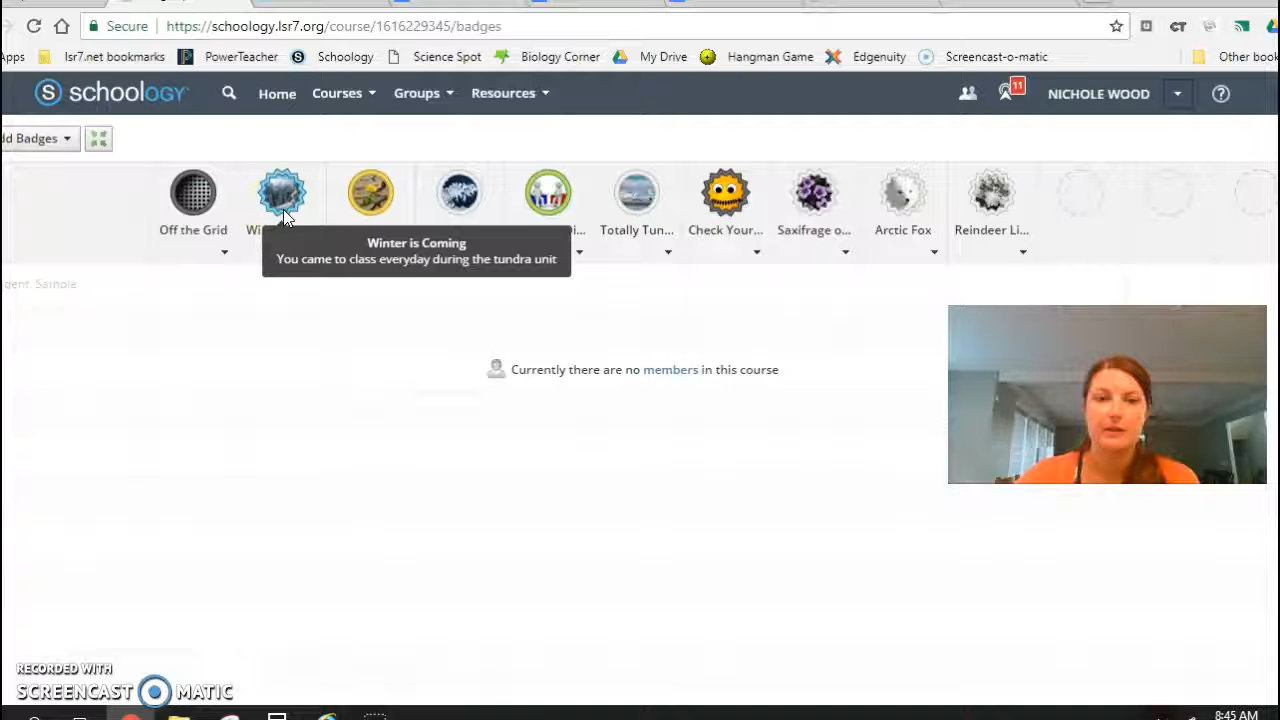 Secure
https://schoology.lsr7.org/course/1616229345/badges
CT
Apps
lsr7.net bookmarks
PowerTeacher
Schoology
Science Spot
Biology Corner
My Drive
Hangman Game
Edgenuity
Screencast-o-matic
Other book
S schoology
Home
Courses
Groups
Resources
11
NICHOLE WOOD
dd Badges
Off the Grid
Wi
Di...
Totally Tun...
Check Your...
Saxifrage o...
Arctic Fox
Reindeer Li...
Winter is Coming
You came to class everyday during the tundra unit
Currently there are no members in this course
RECORDED WITH
SCREENCAST MATIC
8:45 AM